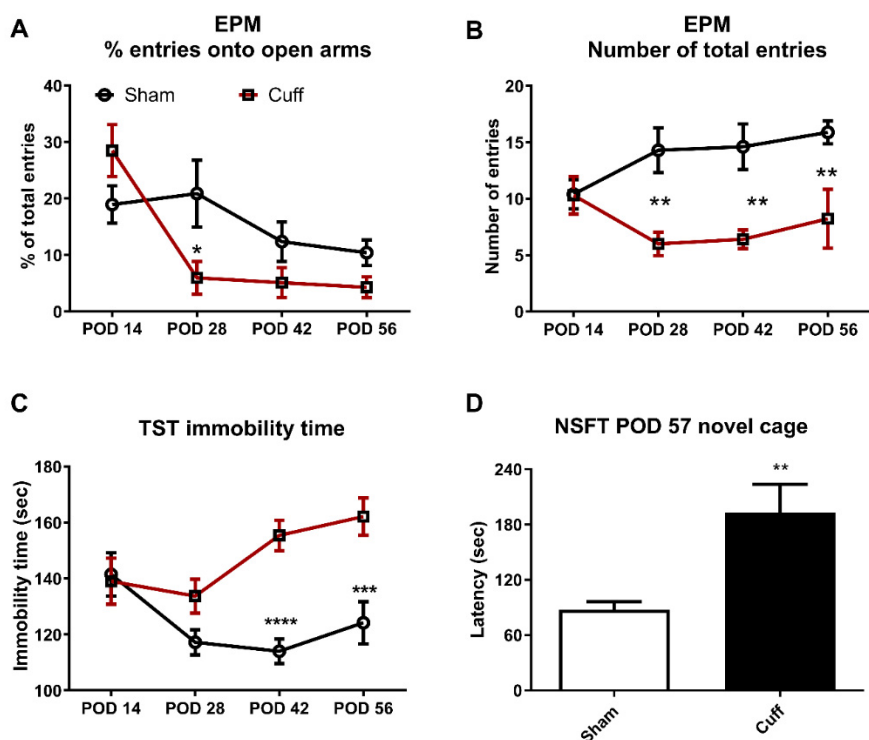 A
EPM
% entries onto open arms
% of total entries
40
30
20
10
0
Sham
Cuff
*
POD 14 POD 28 POD 42 POD 56
B
EPM
Number of total entries
Number of entries
20
15
10
5
0
**
**
**
POD 14 POD 28 POD 42 POD 56
C
TST immobility time
Immobility time (sec)
180
160
140
120
100
****
***
POD 14 POD 28 POD 42 POD 56
D
NSFT POD 57 novel cage
Latency (sec)
240
180
120
60
0
**
Sham
Cuff